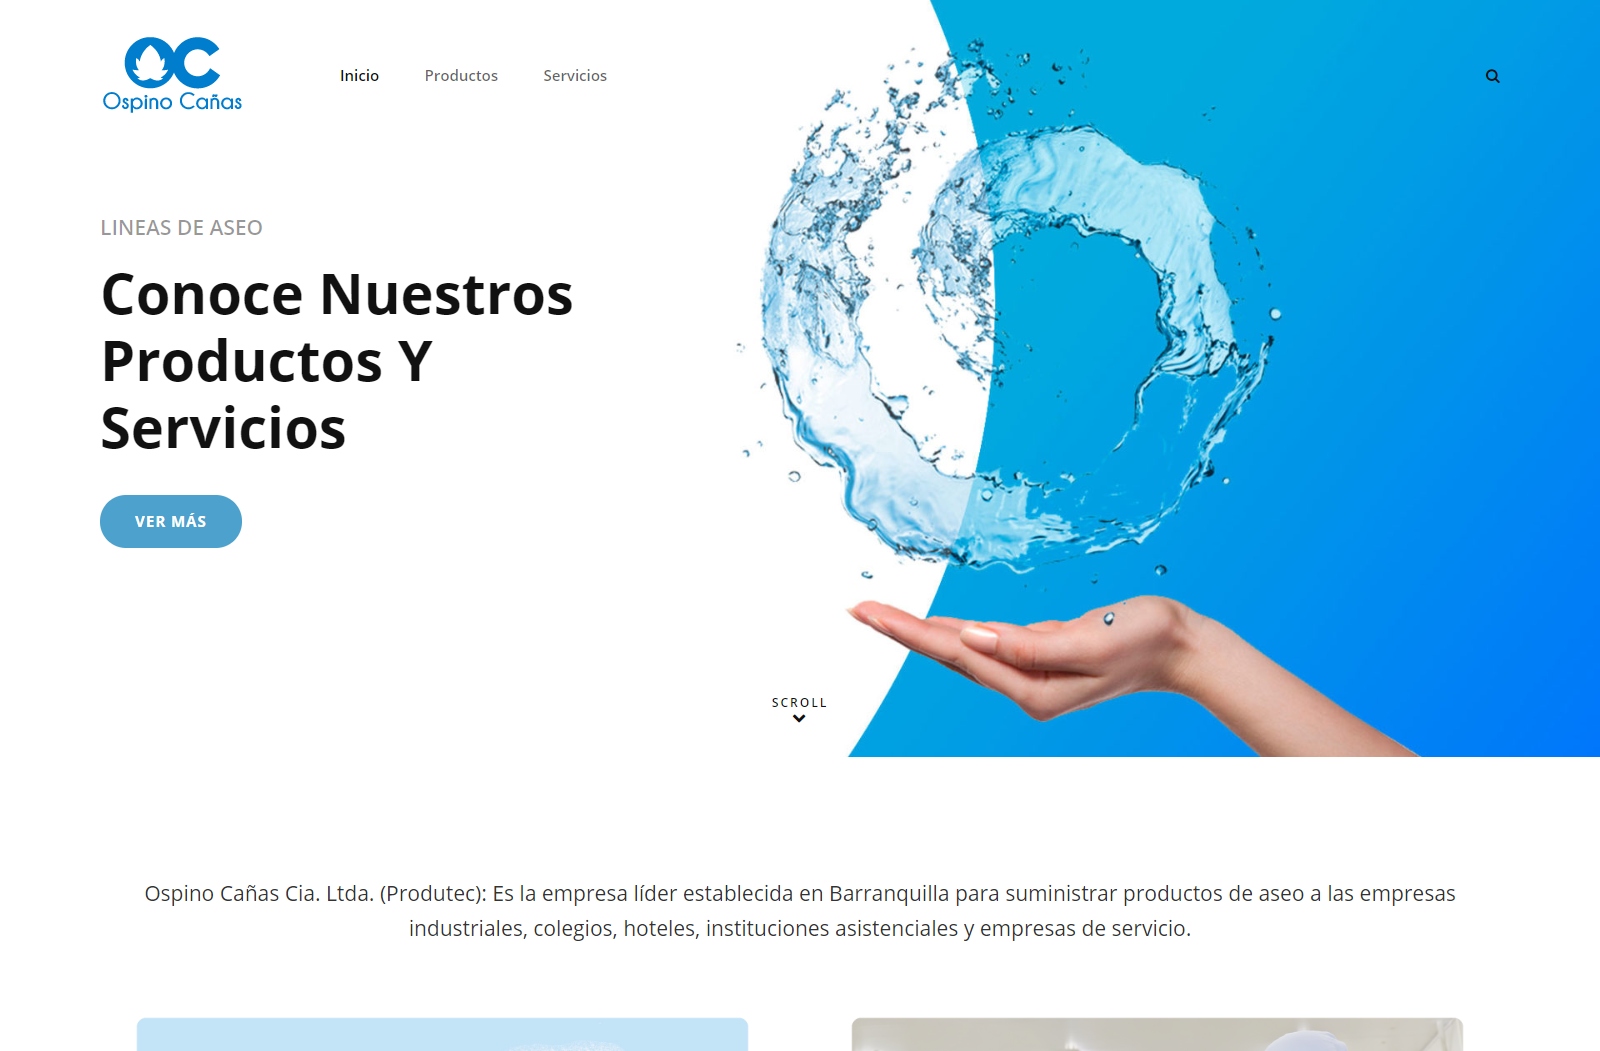 OC
Ospino Cañas
Inicio
Productos
Servicios
LINEAS DE ASEO
Conoce Nuestros
Productos Y
Servicios
VER MÁS
SCROLL
Ospino Cañas Cia. Ltda. (Produtec): Es la empresa líder establecida en Barranquilla para suministrar productos de aseo a las empresas
industriales, colegios, hoteles, instituciones asistenciales y empresas de servicio.